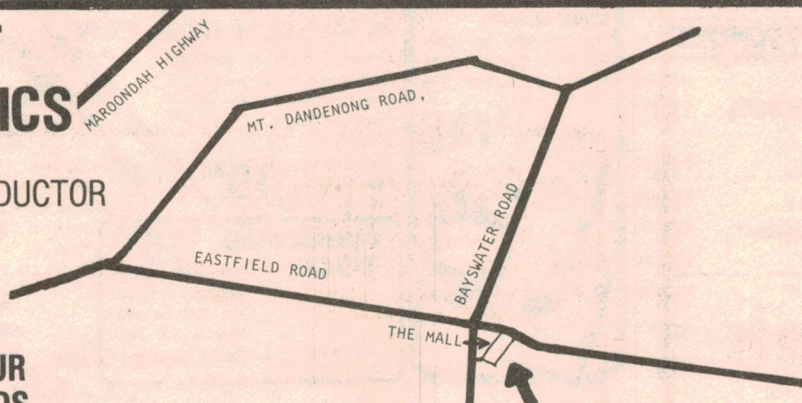 MAROONDAH HIGHWAY
ICS
MT. DANDENONG ROAD.
DUCTOR
BAYSWATER ROAD
EASTFIELD ROAD
THE MALL
UR